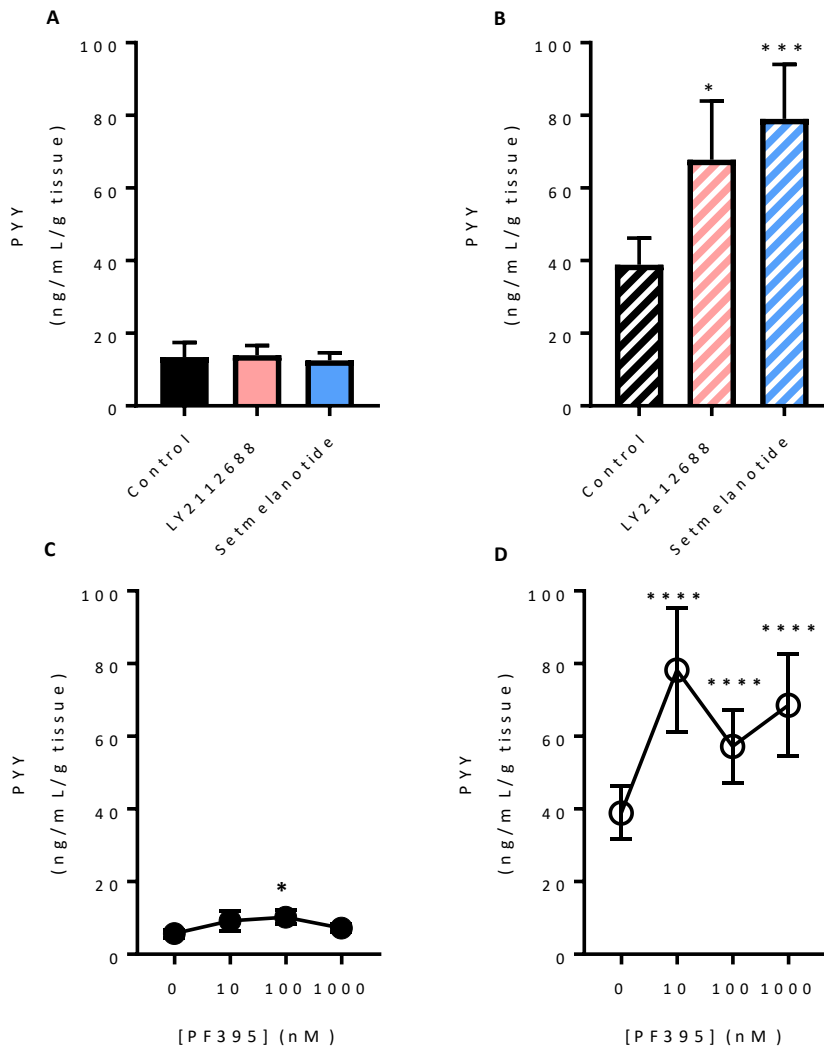 A
100
80
60
40
20
0
PYY
(ng/mL/g tissue)
Control
LY2112688
Setmelanotide
B
100
80
60
40
20
0
PYY
(ng/mL/g tissue)
*
***
Control
LY2112688
Setmelanotide
C
100
80
60
40
20
0
PYY
(ng/mL/g tissue)
*
0 10 100 1000
[PF395] (nM)
D
100
80
60
40
20
0
PYY
(ng/mL/g tissue)
****
****
****
0 10 100 1000
[PF395] (nM)